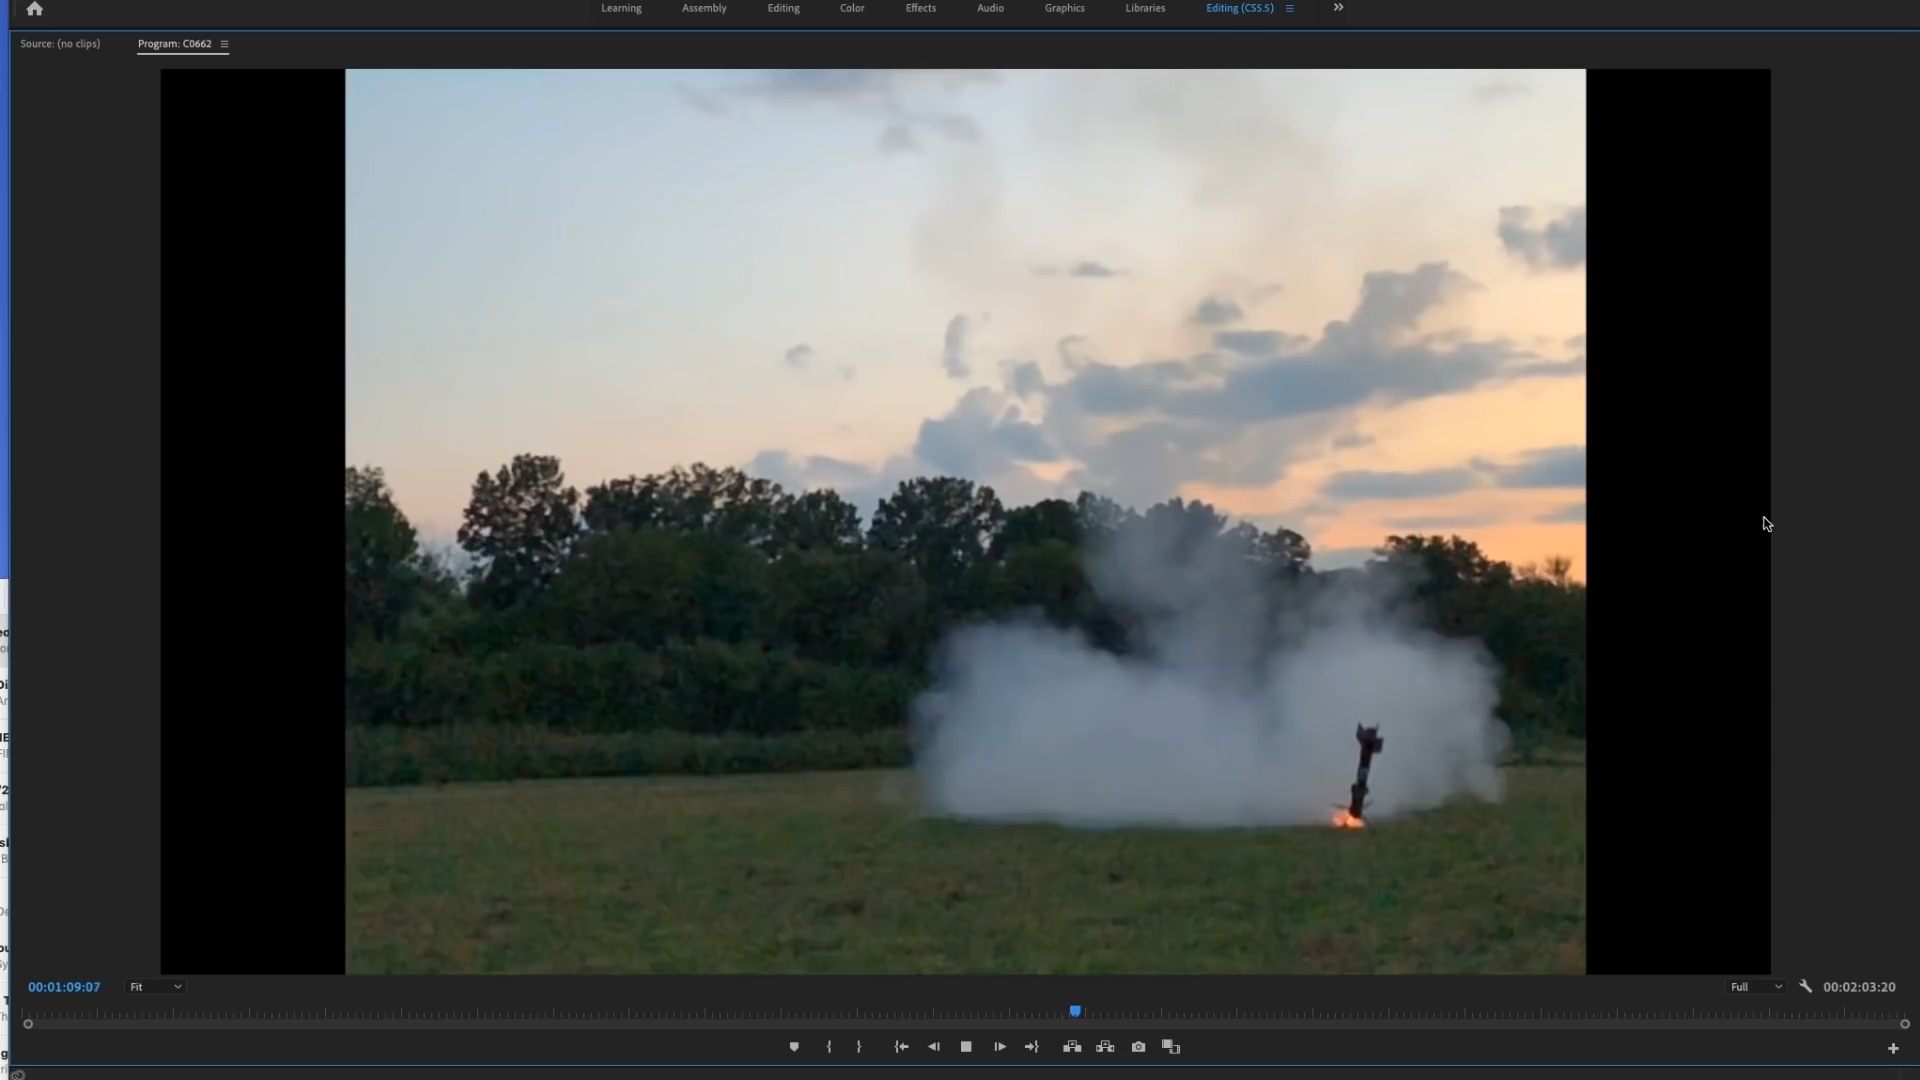 Learning Assembly Editing Color Effects Audio Graphics Libraries Editing (CS5.5)
Source: (no clips) Program: C0662
00:01:09:07 Fit Full 00:02:03:20